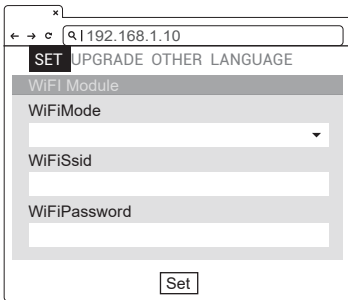 192.168.1.10
SET UPGRADE OTHER LANGUAGE
WiFI Module
WiFiMode
WiFiSsid
WiFiPassword
Set